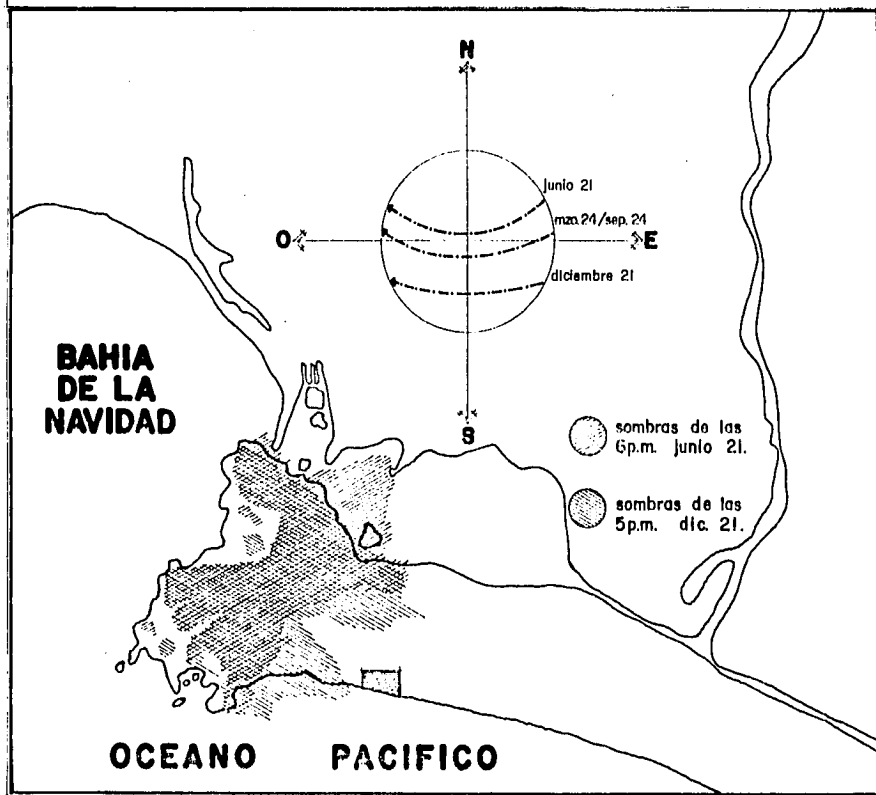 N
junio 21
mzo. 24/sep. 24
O
E
diciembre 21
BAHIA
DE LA
NAVIDAD
S
sombras de las
6p.m. junio 21.
sombras de las
5p.m. dic. 21.
OCEANO PACIFICO